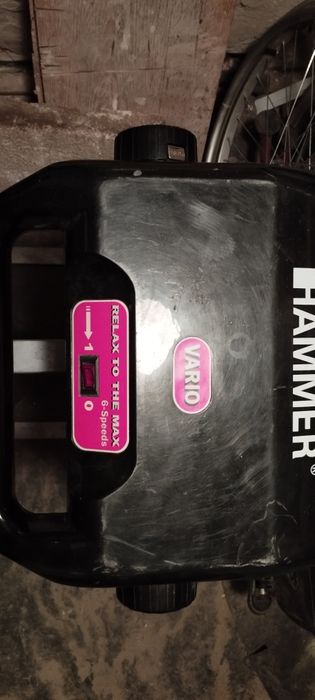 HAMMER®
VARIO
RELAX TO THE MAX
6-Speeds
1
0